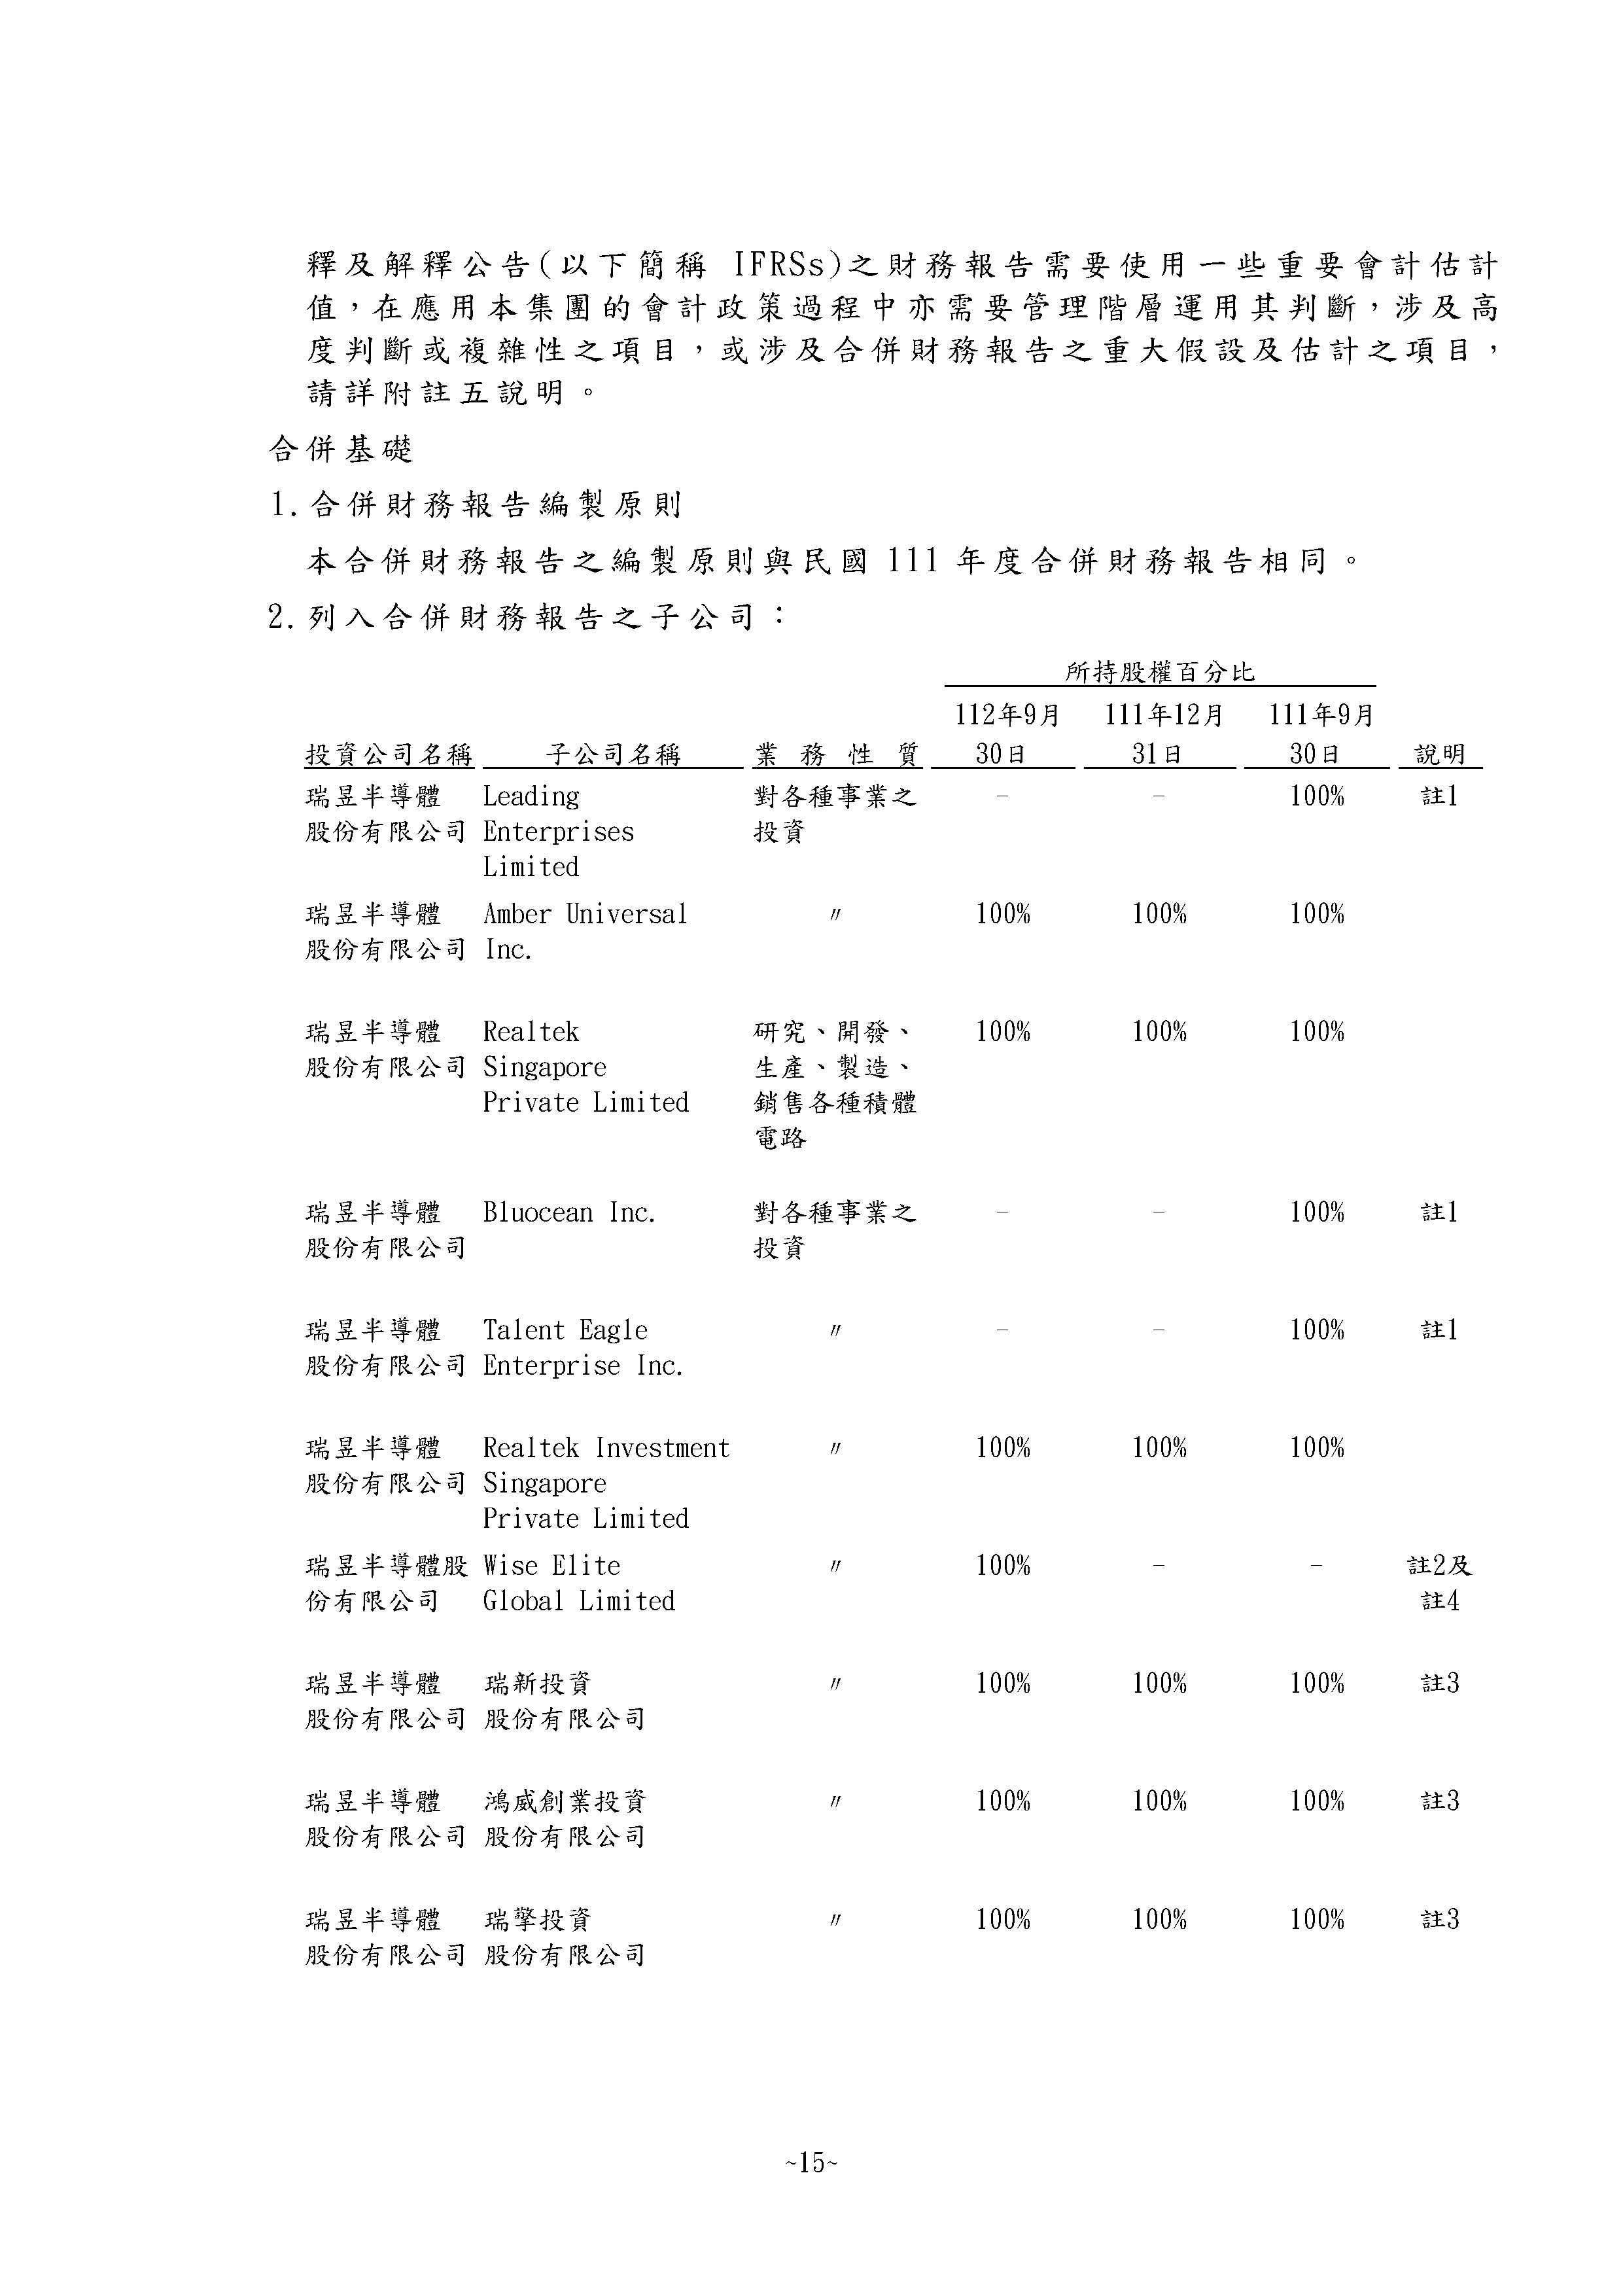 釋及解釋公告(以下簡稱 IFRSs)之財務報告需要使用一些重要會計估計
值，在應用本集團的會計政策過程中亦需要管理階層運用其判斷，涉及高
度判斷或複雜性之項目，或涉及合併財務報告之重大假設及估計之項目，
請詳附註五說明。
合併基礎
1. 合併財務報告編製原則
本合併財務報告之編製原則與民國 111 年度合併財務報告相同。
2. 列入合併財務報告之子公司：
所持股權百分比
112年9月 111年12月 111年9月
投資公司名稱 子公司名稱 業務性質 30日 31日 30日 說明
瑞昱半導體 Leading 對各種事業之 - - 100% 註1
股份有限公司 Enterprises 投資
Limited
瑞昱半導體 Amber Universal 〃 100% 100% 100%
股份有限公司 Inc.
瑞昱半導體 Realtek 研究、開發、 100% 100% 100%
股份有限公司 Singapore 生產、製造、
Private Limited 銷售各種積體
電路
瑞昱半導體 Bluocean Inc. 對各種事業之 - - 100% 註1
股份有限公司 投資
瑞昱半導體 Talent Eagle 〃 - - 100% 註1
股份有限公司 Enterprise Inc.
瑞昱半導體 Realtek Investment 〃 100% 100% 100%
股份有限公司 Singapore
Private Limited
瑞昱半導體股 Wise Elite 〃 100% - - 註2及
份有限公司 Global Limited 註4
瑞昱半導體 瑞新投資 〃 100% 100% 100% 註3
股份有限公司 股份有限公司
瑞昱半導體 鴻威創業投資 〃 100% 100% 100% 註3
股份有限公司 股份有限公司
瑞昱半導體 瑞擎投資 〃 100% 100% 100% 註3
股份有限公司 股份有限公司
~15~